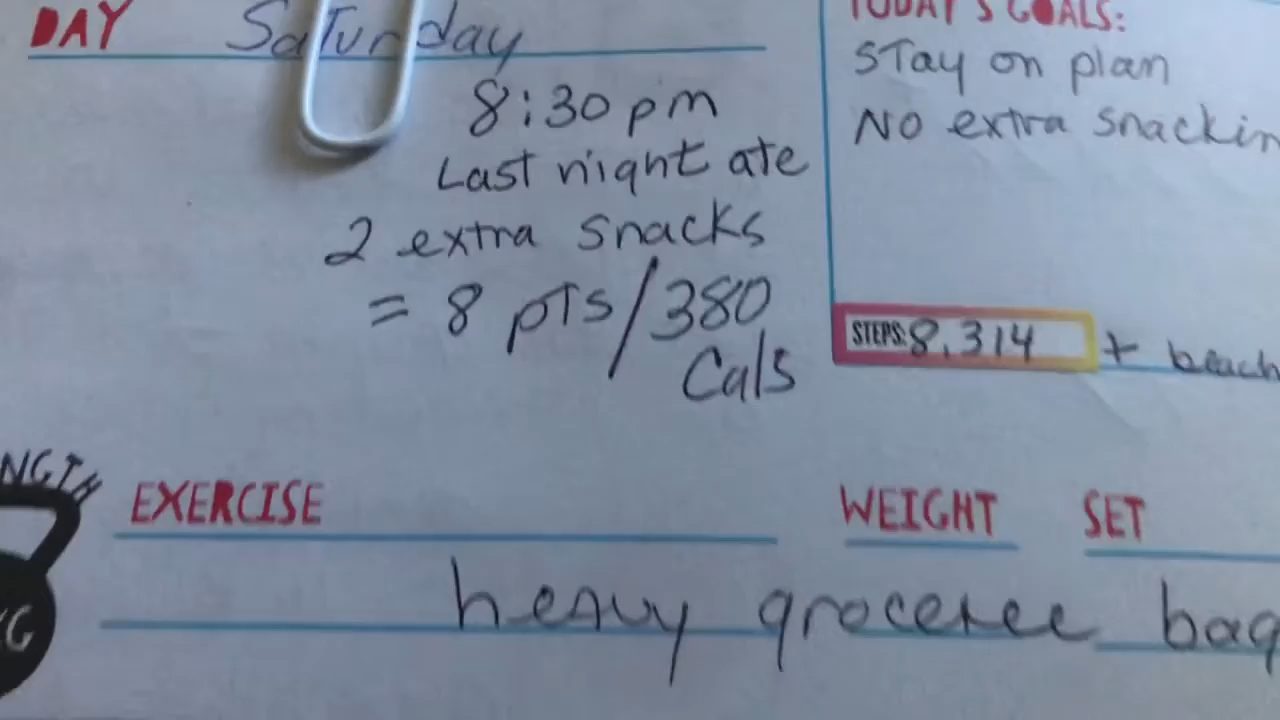 DAY Saturday
8:30 pm
Last night ate
2 extra snacks
= 8 pts/380
Cals
TODAY'S GOALS:
Stay on plan
No extra snackin
STEPS: 8,314 + beach
NGTH
EXERCISE WEIGHT SET
heavy groceree bag